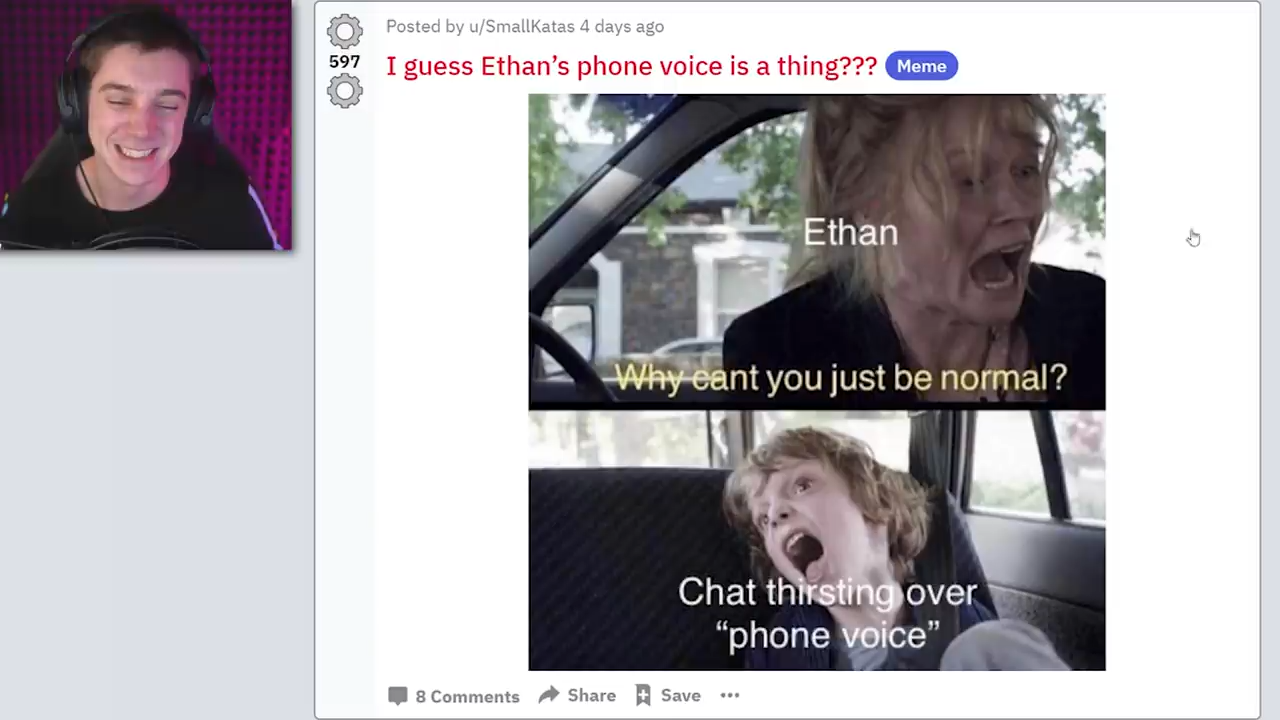 Posted by u/SmallKatas 4 days ago
597
I guess Ethan’s phone voice is a thing??? Meme
Ethan
Why cant you just be normal?
Chat thirsting over
“phone voice”
8 Comments Share Save